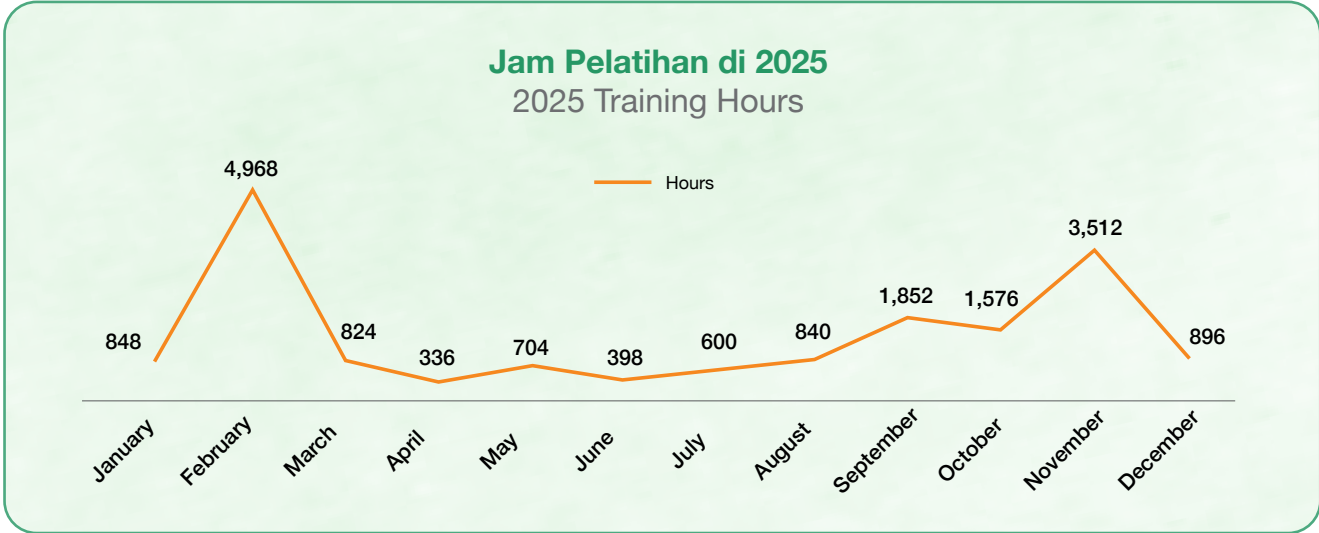 Jam Pelatihan di 2025
2025 Training Hours
Hours
4,968
3,512
1,852
1,576
848
824
336
704
398
600
840
896
January
February
March
April
May
June
July
August
September
October
November
December